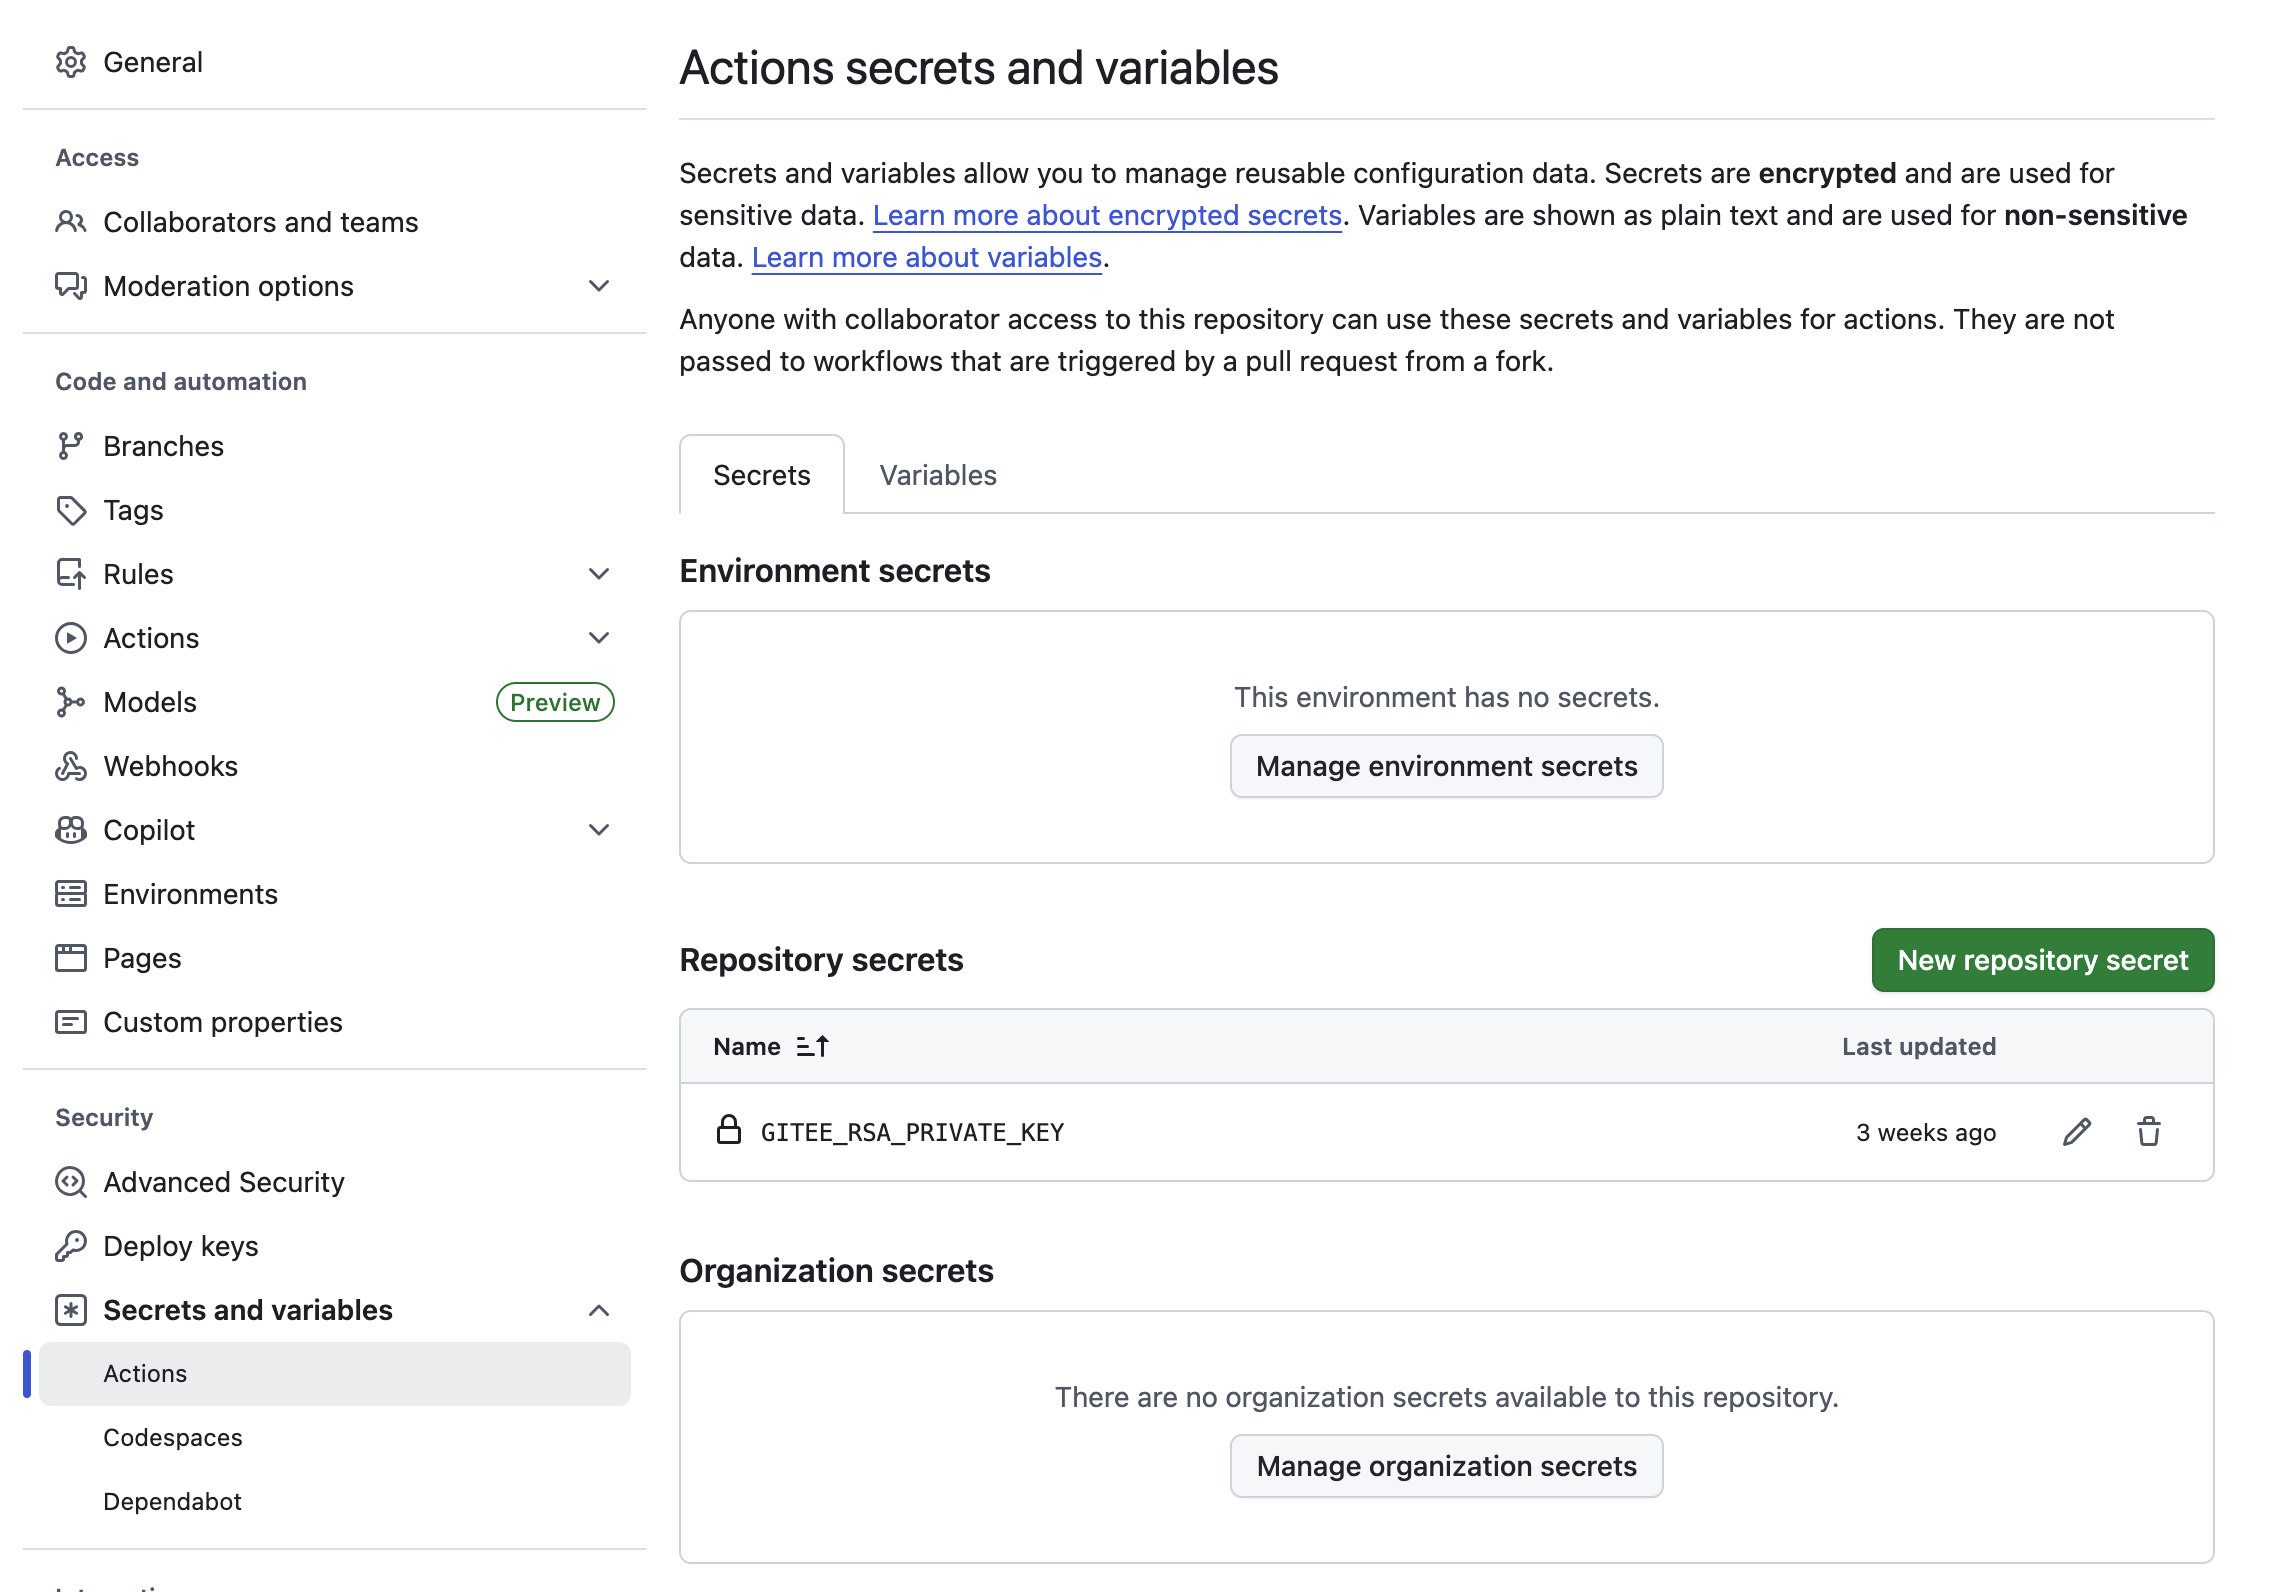 General
Access
Collaborators and teams
Moderation options
Code and automation
Branches
Tags
Rules
Actions
Models
Preview
Webhooks
Copilot
Environments
Pages
Custom properties
Security
Advanced Security
Deploy keys
Secrets and variables
Actions
Codespaces
Dependabot
Actions secrets and variables
Secrets and variables allow you to manage reusable configuration data. Secrets are encrypted and are used for
sensitive data. Learn more about encrypted secrets. Variables are shown as plain text and are used for non-sensitive
data. Learn more about variables.
Anyone with collaborator access to this repository can use these secrets and variables for actions. They are not
passed to workflows that are triggered by a pull request from a fork.
Secrets
Variables
Environment secrets
This environment has no secrets.
Manage environment secrets
Repository secrets
New repository secret
Name
Last updated
GITEE_RSA_PRIVATE_KEY
3 weeks ago
Organization secrets
There are no organization secrets available to this repository.
Manage organization secrets